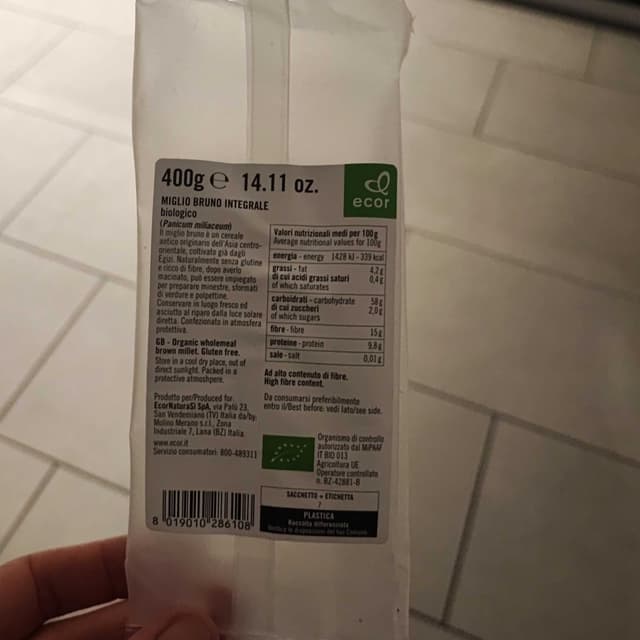 400g ℮ 14.11 oz.
ecor
MIGLIO BRUNO INTEGRALE
biologico
(Panicum miliaceum)
Il miglio bruno è un cereale
antico originario dell'Asia centro-
orientale, coltivato già dagli
Egizi. Naturalmente senza glutine
e ricco di fibre, dopo averlo
macinato, può essere impiegato
per preparare minestre, sformati
di verdure e polpettine.
Conservare in luogo fresco ed
asciutto al riparo dalla luce solare
diretta. Confezionato in atmosfera
protettiva.
GB - Organic wholemeal
brown millet. Gluten free.
Store in a cool dry place, out of
direct sunlight. Packed in a
protective atmoshpere.
Prodotto per/Produced for:
EcorNaturaSì SpA, via Palù 23,
San Vendemiano (TV) Italia da/by:
Molino Merano s.r.l., Zona
Industriale 7, Lana (BZ) Italia.
www.ecor.it
Servizio consumatori: 800-489311
8 019010 286108
Valori nutrizionali medi per 100 g
Average nutritional values for 100g
energia - energy 1428 kJ - 339 kcal
grassi - fat 4,2 g
di cui acidi grassi saturi 0,4 g
of which saturates
carboidrati - carbohydrate 58 g
di cui zuccheri 2,0 g
of which sugars
fibre - fibre 15 g
proteine - protein 9,8 g
sale - salt 0,01 g
Ad alto contenuto di fibre.
High fibre content.
Da consumarsi preferibilmente
entro il/Best before: vedi lato/see side.
Organismo di controllo
autorizzato dal MiPAAF
IT BIO 013
Agricoltura UE
Operatore controllato
n. BZ-42881-B
SACCHETTO + ETICHETTA
7
PLASTICA
Raccolta differenziata
Verifica le disposizioni del tuo Comune